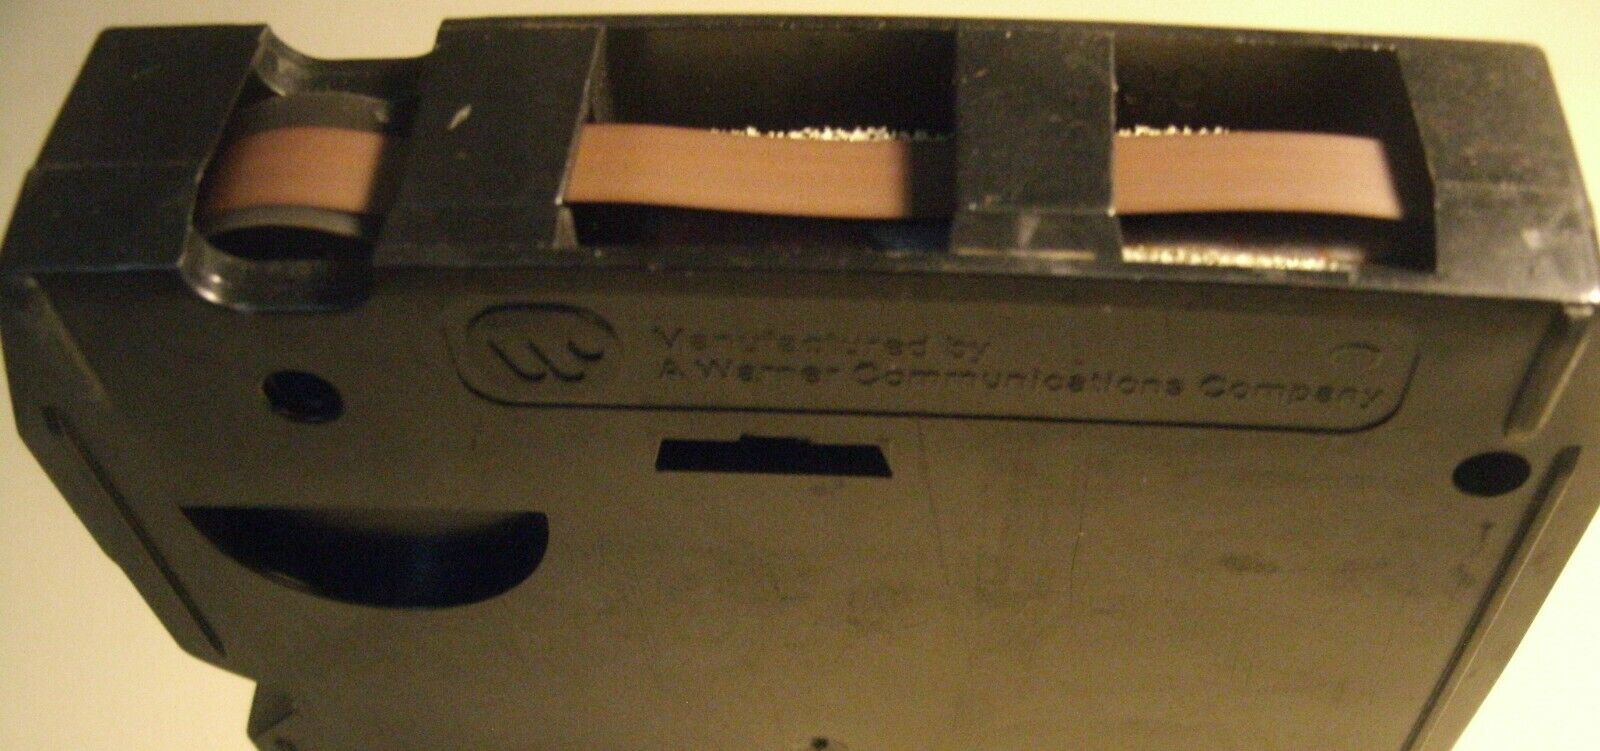 Manufactured by
A Warner Communications Company